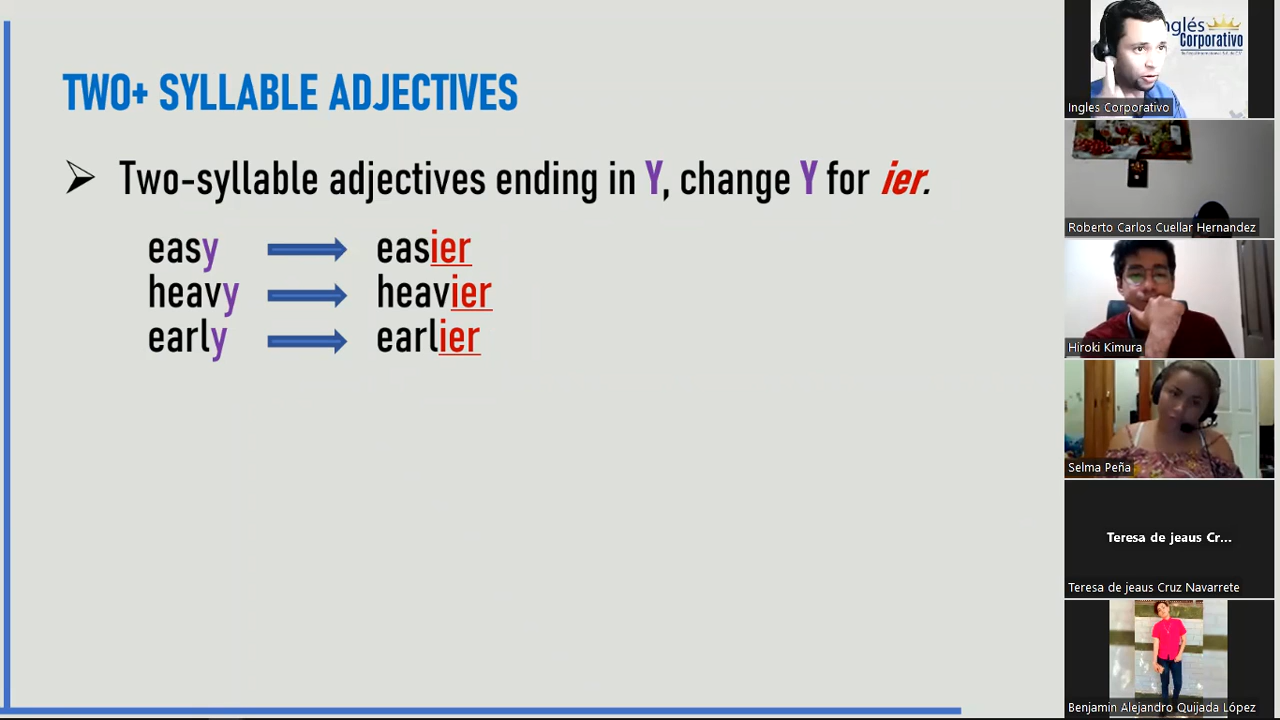 TWO+ SYLLABLE ADJECTIVES
➢ Two-syllable adjectives ending in Y, change Y for ier.
easy → easier
heavy → heavier
early → earlier
Inglés
Corporativo
Ingles Corporativo
Roberto Carlos Cuellar Hernandez
Hiroki Kimura
Selma Peña
Teresa de jeaus Cr...
Teresa de jeaus Cruz Navarrete
Benjamin Alejandro Quijada López